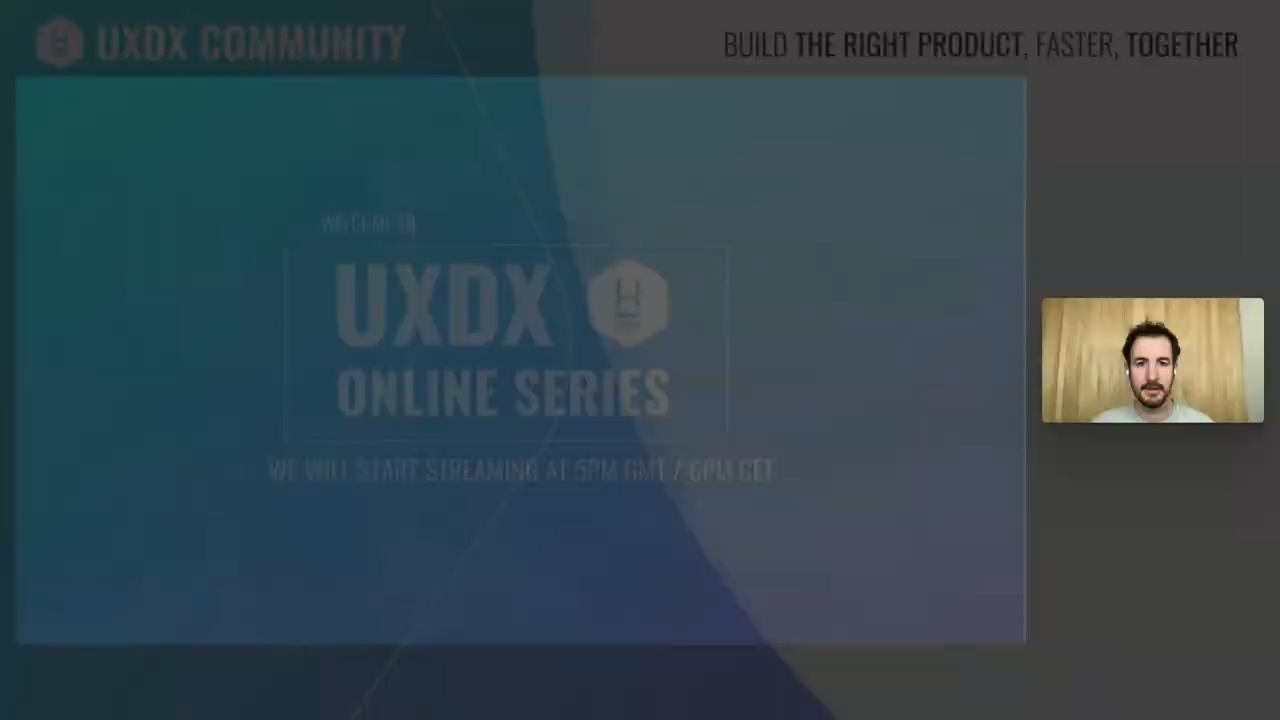 UXDX COMMUNITY
BUILD THE RIGHT PRODUCT, FASTER, TOGETHER
WELCOME TO
UXDX
ONLINE SERIES
WE WILL START STREAMING AT 5PM GMT / 6PM CET